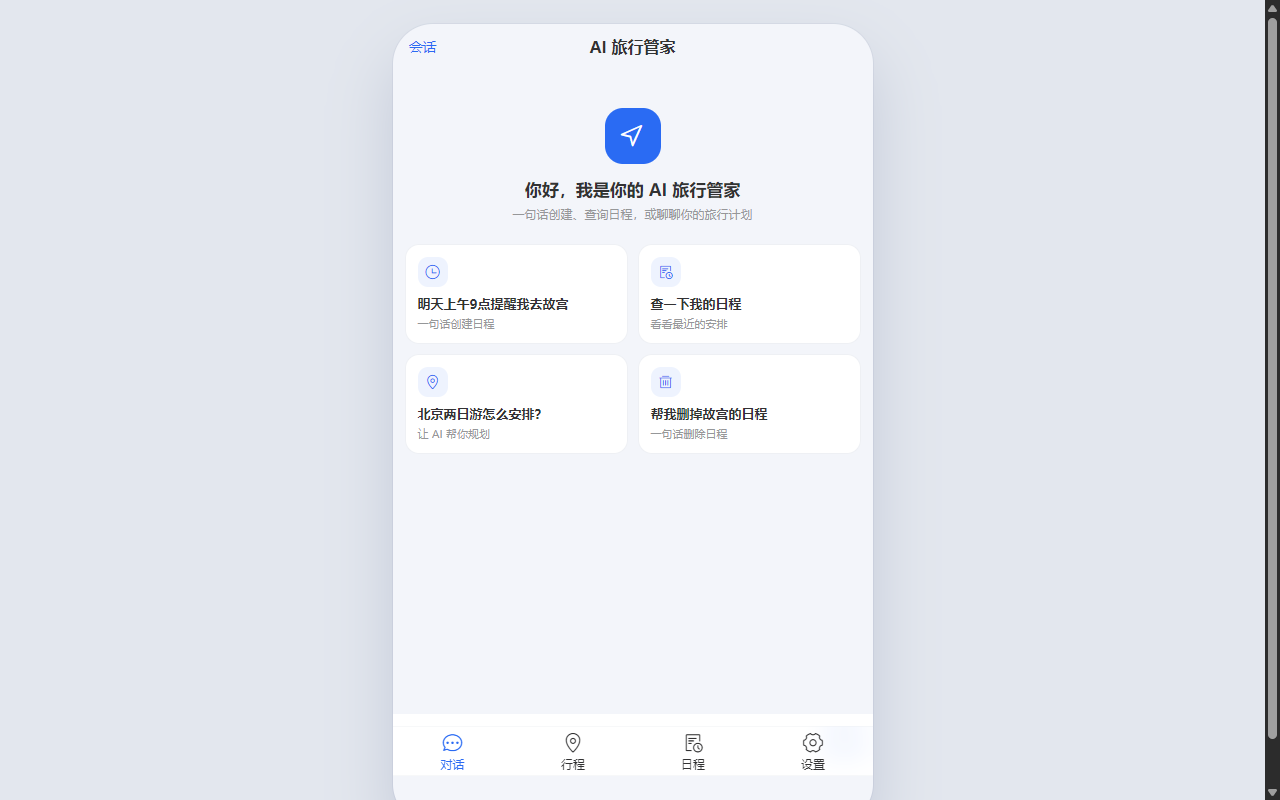 会话
AI 旅行管家
你好，我是你的 AI 旅行管家
一句话创建、查询日程，或聊聊你的旅行计划
明天上午9点提醒我去故宫
一句话创建日程
查一下我的日程
看看最近的安排
北京两日游怎么安排?
让 AI 帮你规划
帮我删掉故宫的日程
一句话删除日程
对话
行程
日程
设置